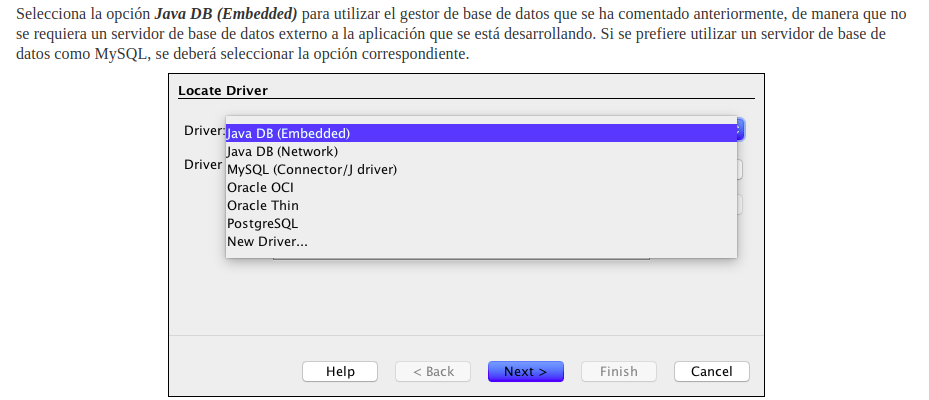 Selecciona la opción Java DB (Embedded) para utilizar el gestor de base de datos que se ha comentado anteriormente, de manera que no
se requiera un servidor de base de datos externo a la aplicación que se está desarrollando. Si se prefiere utilizar un servidor de base de
datos como MySQL, se deberá seleccionar la opción correspondiente.
Locate Driver
Driver:
Java DB (Embedded)
Java DB (Network)
Driver
MySQL (Connector/J driver)
Oracle OCI
Oracle Thin
PostgreSQL
New Driver...
Help
< Back
Next >
Finish
Cancel